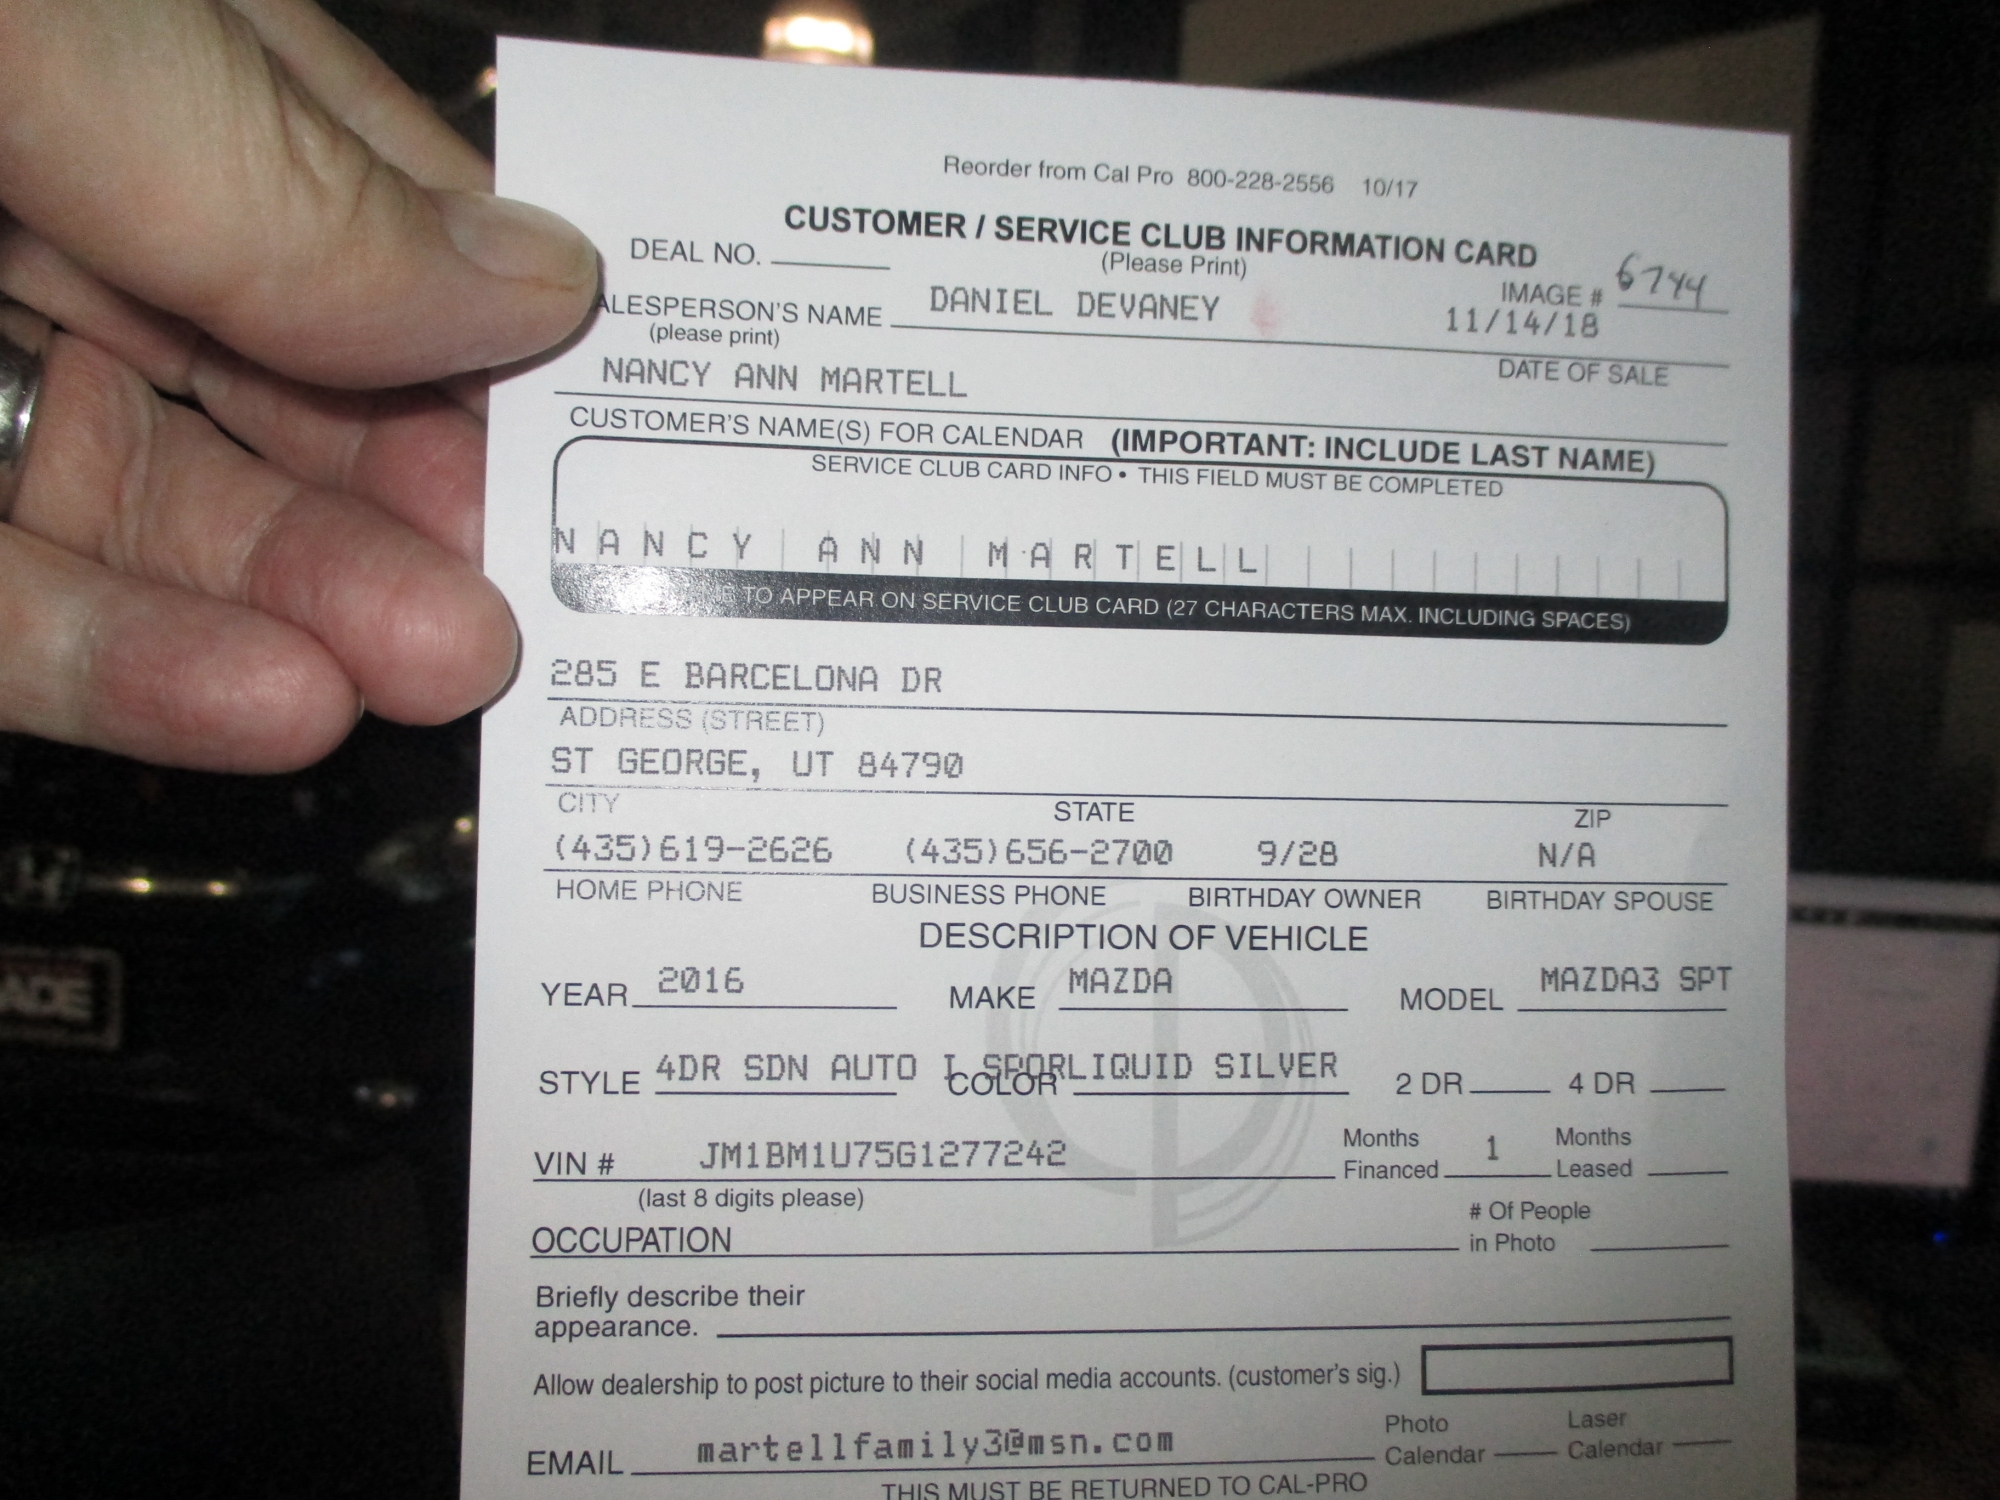 Reorder from Cal Pro 800-228-2556 10/17
CUSTOMER / SERVICE CLUB INFORMATION CARD
(Please Print)
DEAL NO.
IMAGE # 6744
ALESPERSON'S NAME DANIEL DEVANEY 11/14/18
(please print)
DATE OF SALE
NANCY ANN MARTELL
CUSTOMER'S NAME(S) FOR CALENDAR (IMPORTANT: INCLUDE LAST NAME)
SERVICE CLUB CARD INFO • THIS FIELD MUST BE COMPLETED
NANCY ANN MARTELL
E TO APPEAR ON SERVICE CLUB CARD (27 CHARACTERS MAX. INCLUDING SPACES)
285 E BARCELONA DR
ADDRESS (STREET)
ST GEORGE, UT 84790
CITY STATE ZIP
(435)619-2626 (435)656-2700 9/28 N/A
HOME PHONE BUSINESS PHONE BIRTHDAY OWNER BIRTHDAY SPOUSE
DESCRIPTION OF VEHICLE
YEAR 2016 MAKE MAZDA MODEL MAZDA3 SPT
STYLE 4DR SDN AUTO I SPOR COLOR LIQUID SILVER 2 DR 4 DR
VIN # JM1BM1U75G1277242 Months Financed 1 Months Leased
(last 8 digits please)
OCCUPATION # Of People in Photo
Briefly describe their
appearance.
Allow dealership to post picture to their social media accounts. (customer's sig.)
EMAIL martellfamily3@msn.com Photo Calendar Laser Calendar
THIS MUST BE RETURNED TO CAL-PRO
ADE